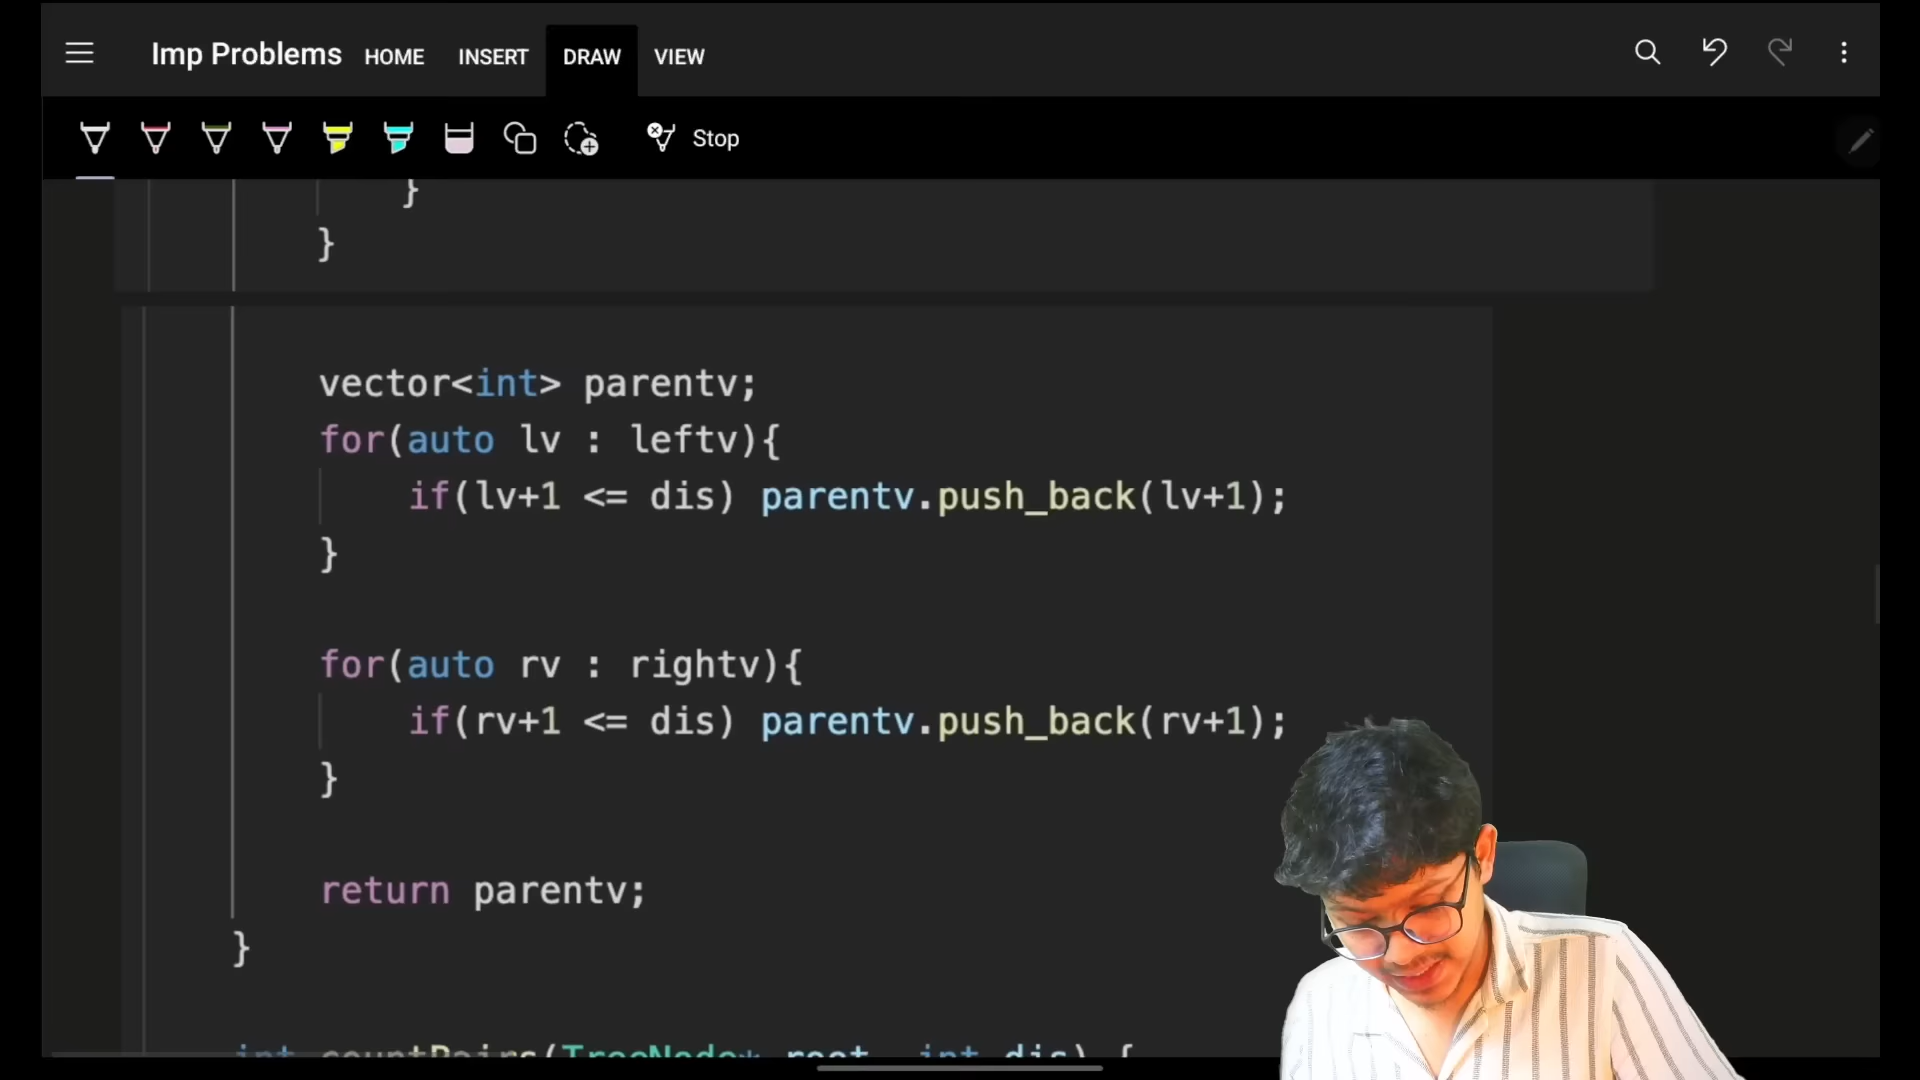 Imp Problems HOME INSERT DRAW VIEW
Stop
}
}
vector<int> parentv;
for(auto lv : leftv){
if(lv+1 <= dis) parentv.push_back(lv+1);
}
for(auto rv : rightv){
if(rv+1 <= dis) parentv.push_back(rv+1);
}
return parentv;
}
int countPairs(TreeNode* root, int dis) {